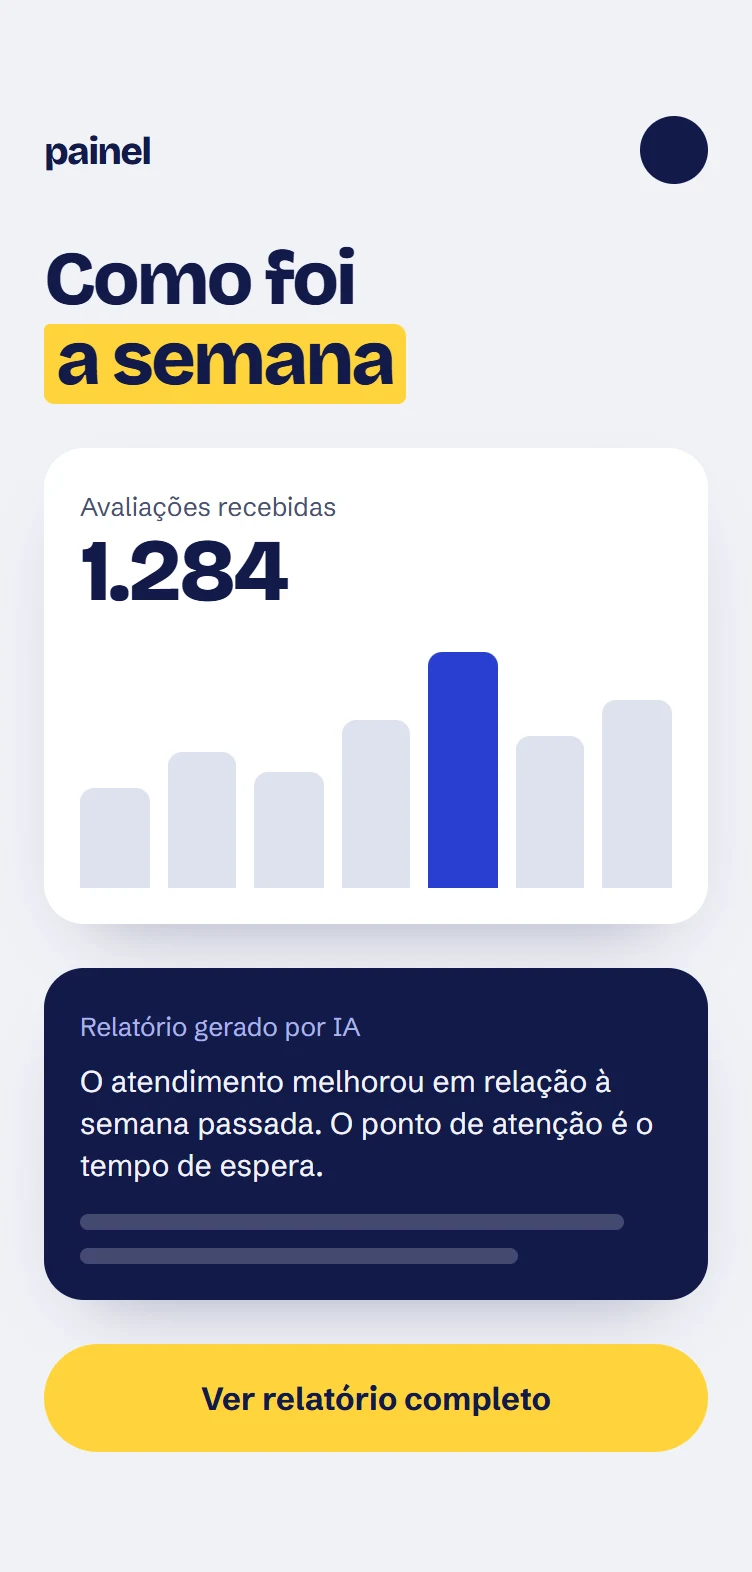 painel
Como foi
a semana
Avaliações recebidas
1.284
Relatório gerado por IA
O atendimento melhorou em relação à
semana passada. O ponto de atenção é o
tempo de espera.
Ver relatório completo